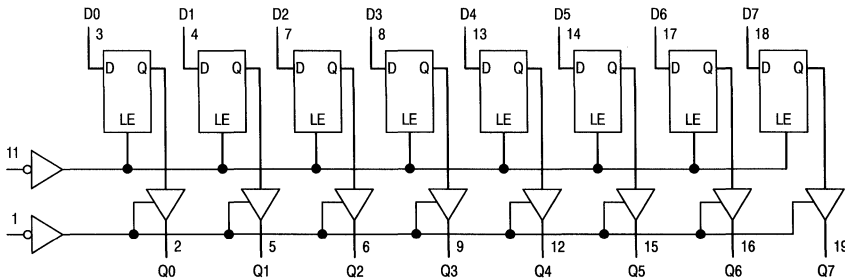 D0 D1 D2 D3 D4 D5 D6 D7
3 4 7 8 13 14 17 18
D Q D Q D Q D Q D Q D Q D Q D Q
LE LE LE LE LE LE LE LE
11
1
2 5 6 9 12 15 16 19
Q0 Q1 Q2 Q3 Q4 Q5 Q6 Q7